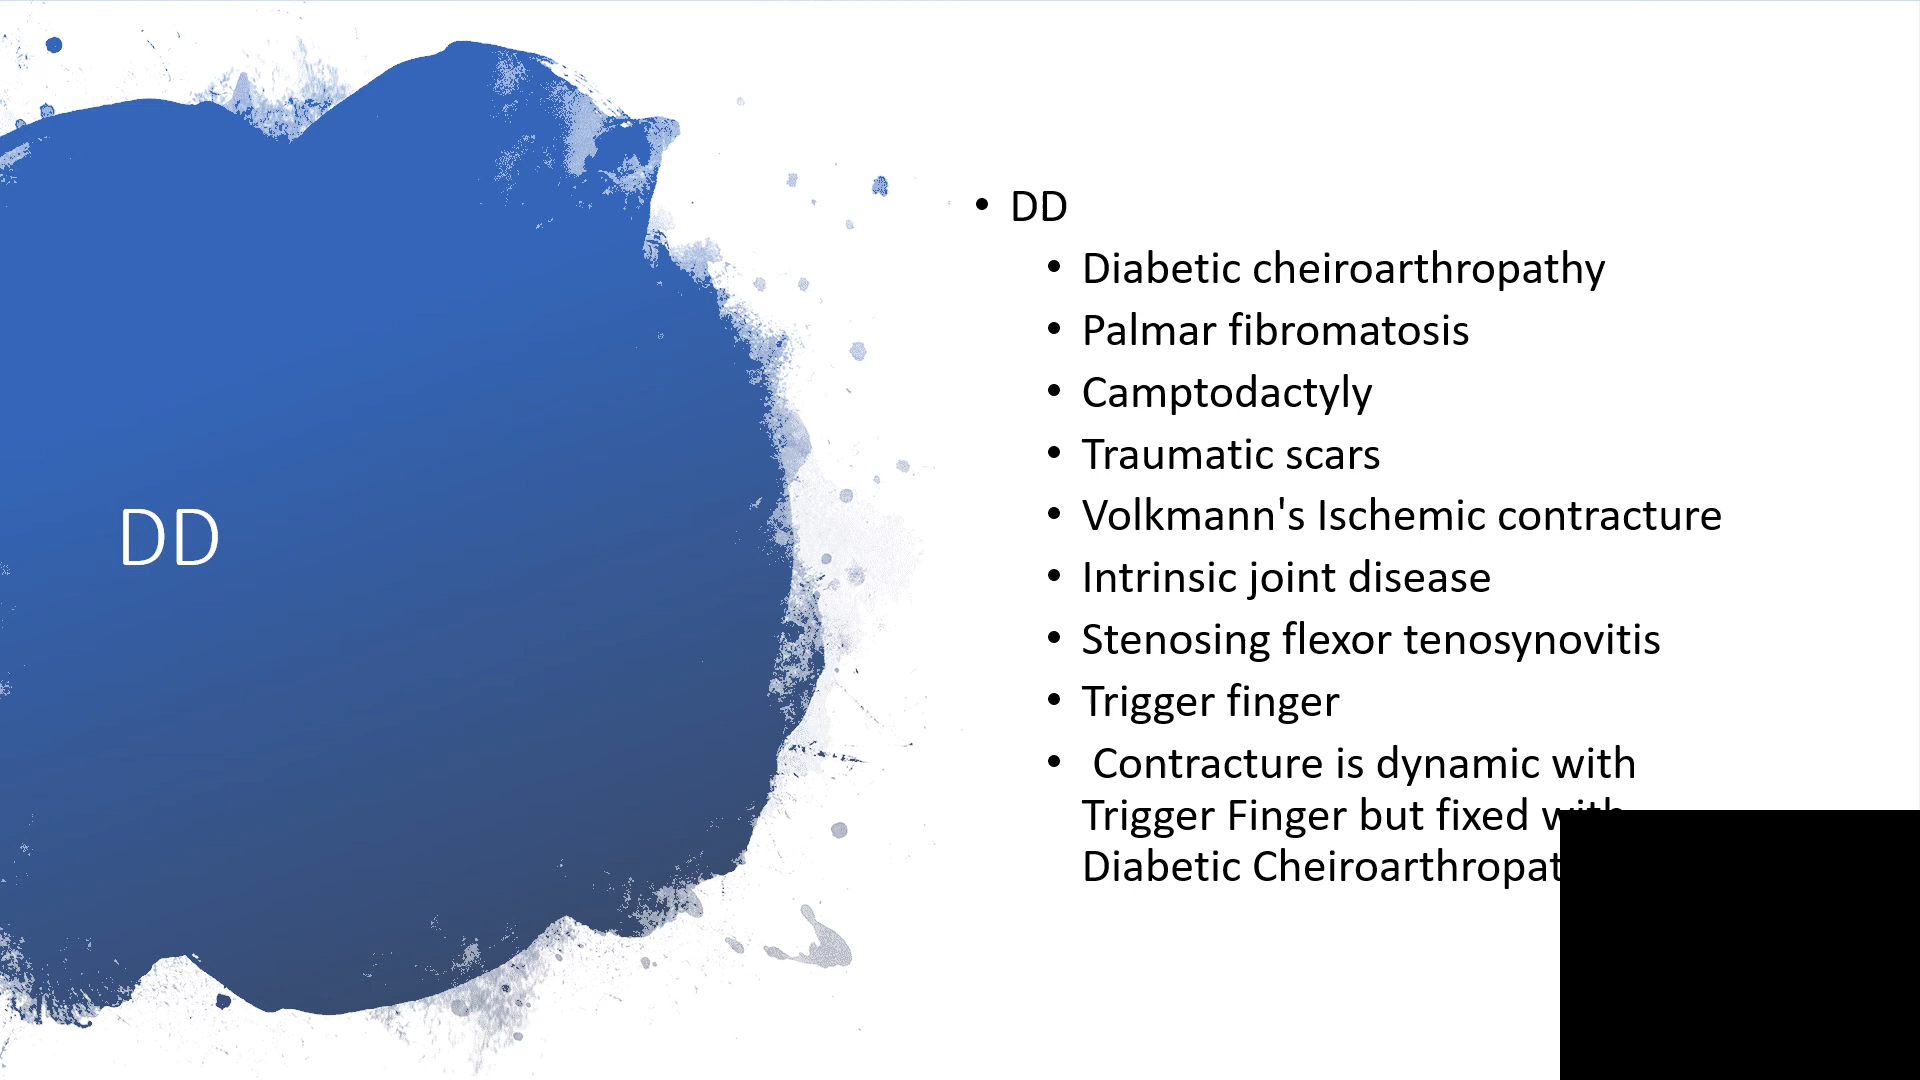 DD
DD
Diabetic cheiroarthropathy
Palmar fibromatosis
Camptodactyly
Traumatic scars
Volkmann's Ischemic contracture
Intrinsic joint disease
Stenosing flexor tenosynovitis
Trigger finger
Contracture is dynamic with
Trigger Finger but fixed with
Diabetic